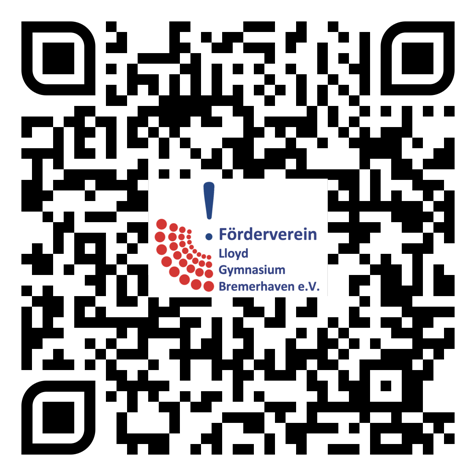 Förderverein
Lloyd
Gymnasium
Bremerhaven e.V.